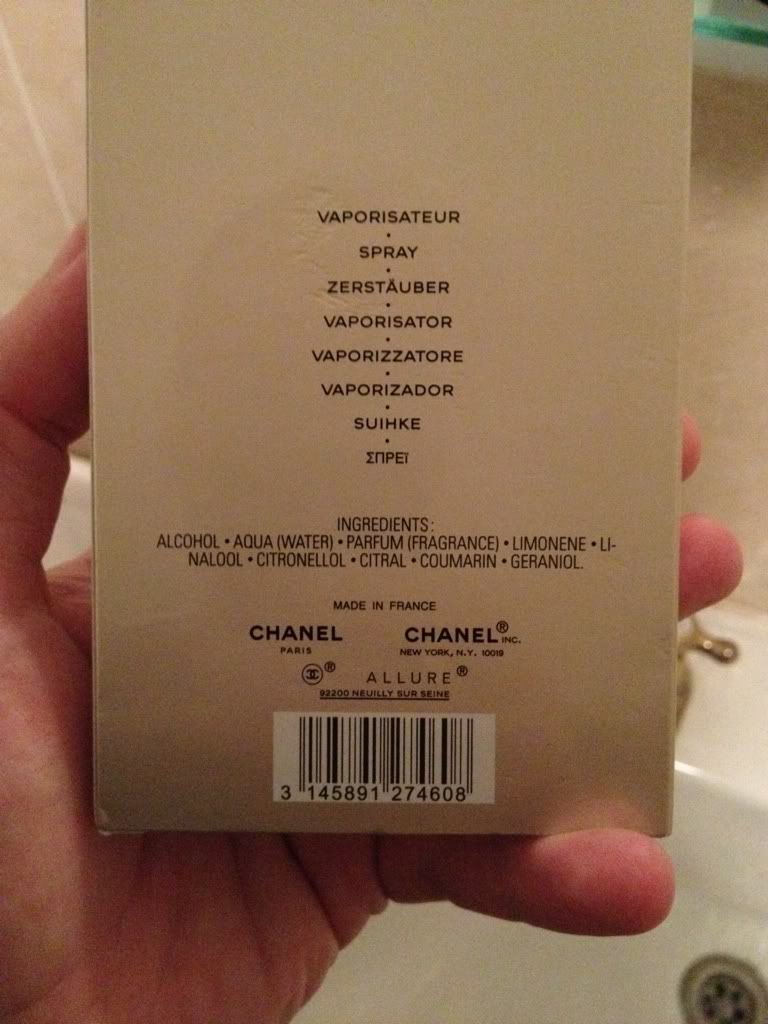 VAPORISATEUR
•
SPRAY
•
ZERSTÄUBER
•
VAPORISATOR
•
VAPORIZZATORE
•
VAPORIZADOR
•
SUIHKE
•
ΣΠΡΕΪ
INGREDIENTS:
ALCOHOL • AQUA (WATER) • PARFUM (FRAGRANCE) • LIMONENE • LI-
NALOOL • CITRONELLOL • CITRAL • COUMARIN • GERANIOL.
MADE IN FRANCE
CHANEL CHANEL® INC.
PARIS NEW YORK, N.Y. 10019
® ALLURE®
92200 NEUILLY SUR SEINE
3 145891 274608